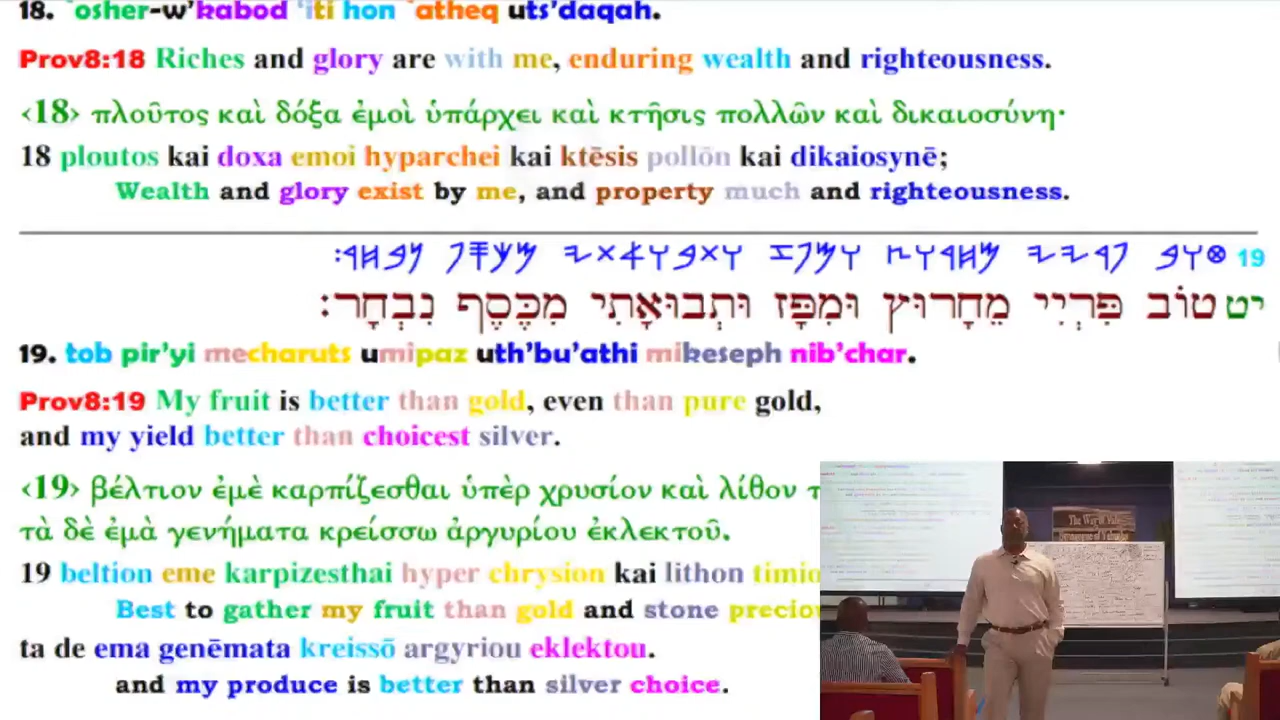 18. ʿosher-w'kabod 'iti hon ʿatheq uts'daqah.
Prov8:18 Riches and glory are with me, enduring wealth and righteousness.
‹18› πλοῦτος καὶ δόξα ἐμοὶ ὑπάρχει καὶ κτῆσις πολλῶν καὶ δικαιοσύνη·
18 ploutos kai doxa emoi hyparchei kai ktēsis pollōn kai dikaiosynē;
Wealth and glory exist by me, and property much and righteousness.
19
יט טוֹב פִּרְיִי מֵחָרוּץ וּמִפָּז וּתְבוּאָתִי מִכֶּסֶף נִבְחָר׃
19. tob pir'yi mecharuts umipaz uth'bu'athi mikeseph nib'char.
Prov8:19 My fruit is better than gold, even than pure gold,
and my yield better than choicest silver.
‹19› βέλτιον ἐμὲ καρπίζεσθαι ὑπὲρ χρυσίον καὶ λίθον τ
τὰ δὲ ἐμὰ γενήματα κρείσσω ἀργυρίου ἐκλεκτοῦ.
19 beltion eme karpizesthai hyper chrysion kai lithon timio
Best to gather my fruit than gold and stone precio
ta de ema genēmata kreissō argyriou eklektou.
and my produce is better than silver choice.